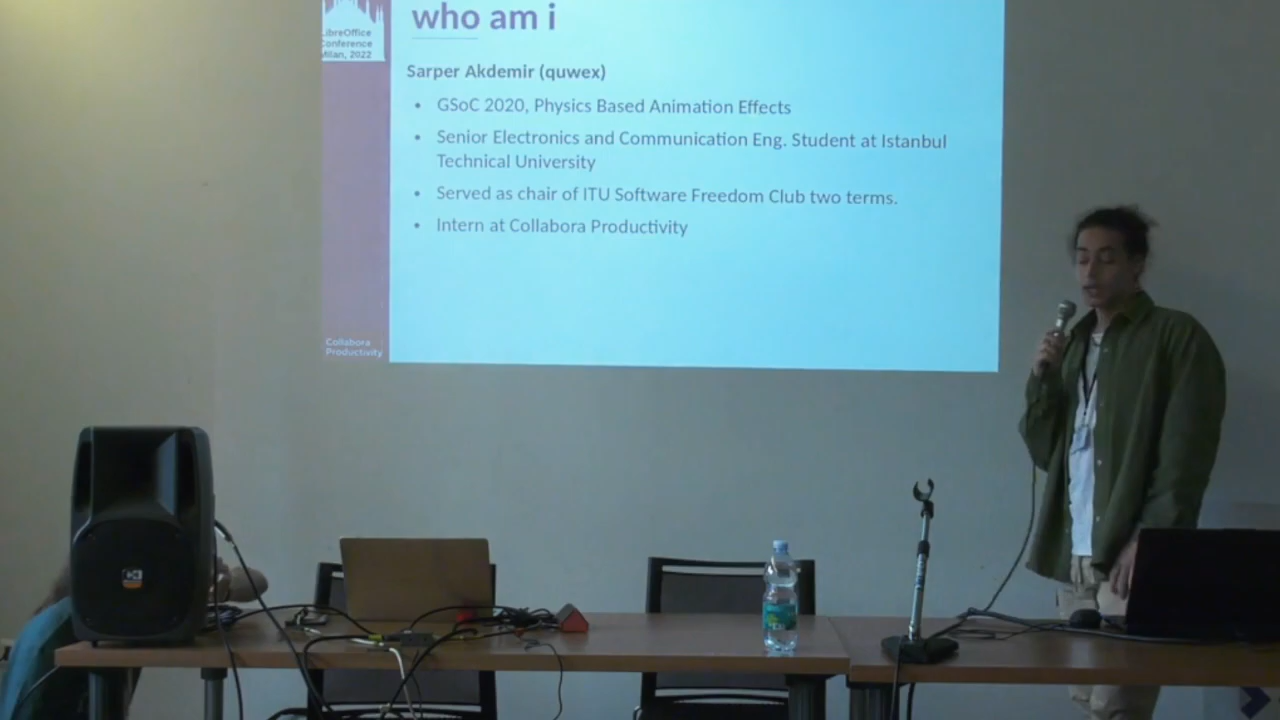 LibreOffice
Conference
Milan, 2022
who am i
Sarper Akdemir (quwex)
• GSoC 2020, Physics Based Animation Effects
• Senior Electronics and Communication Eng. Student at Istanbul
Technical University
• Served as chair of ITU Software Freedom Club two terms.
• Intern at Collabora Productivity
Collabora
Productivity